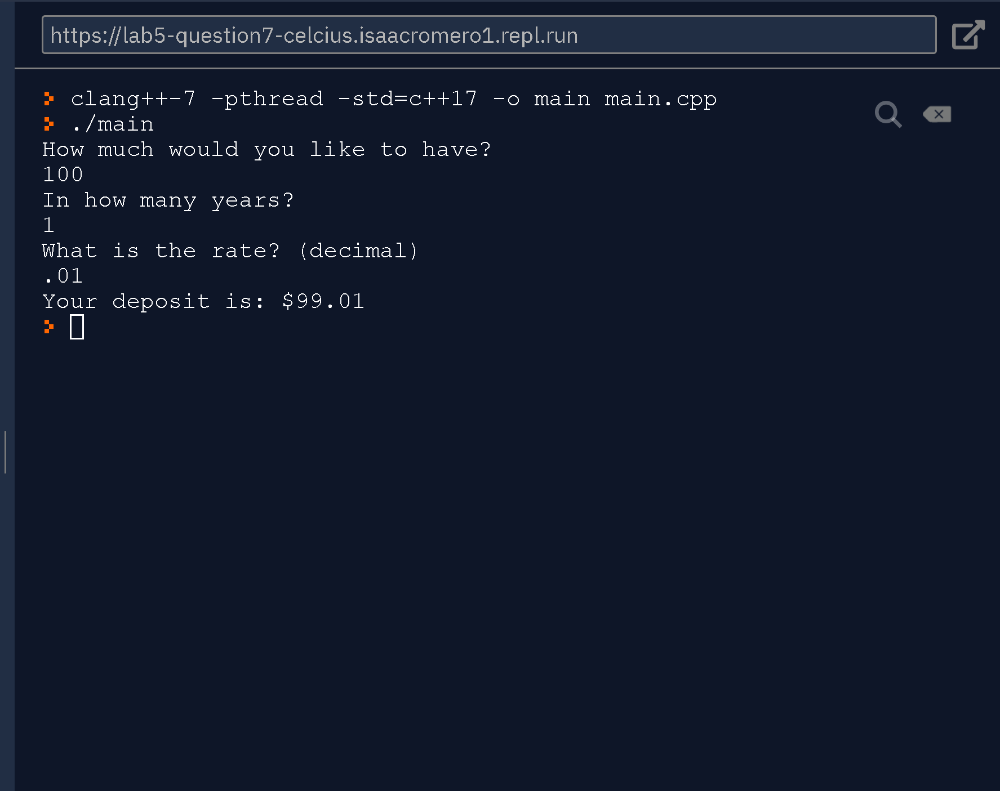 https://lab5-question7-celcius.isaacromero1.repl.run
clang++-7 -pthread -std=c++17 -o main main.cpp
./main
How much would you like to have?
100
In how many years?
1
What is the rate? (decimal)
.01
Your deposit is: $99.01